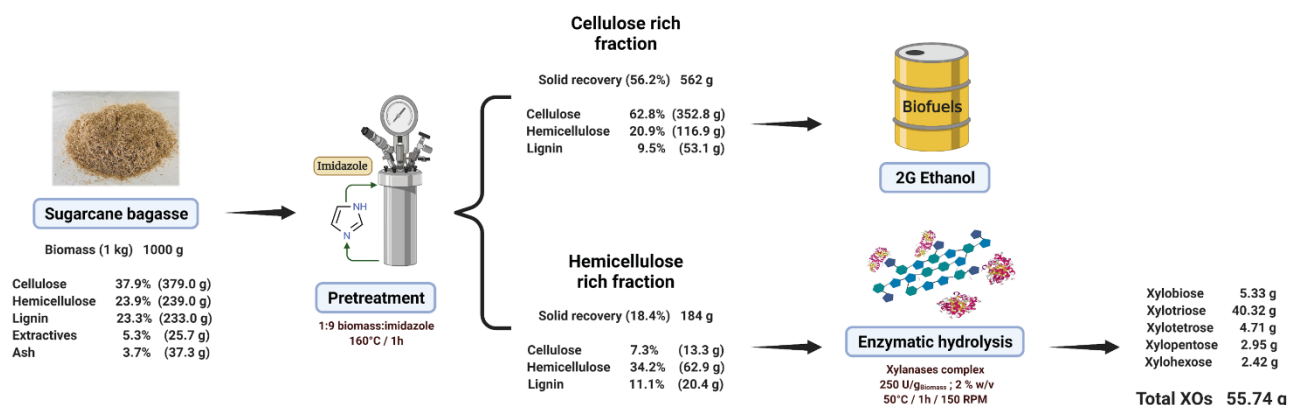 Sugarcane bagasse
Biomass (1 kg) 1000 g
Cellulose 37.9% (379.0 g)
Hemicellulose 23.9% (239.0 g)
Lignin 23.3% (233.0 g)
Extractives 5.3% (25.7 g)
Ash 3.7% (37.3 g)
Imidazole
NH
N
Pretreatment
1:9 biomass:imidazole
160°C / 1h
Cellulose rich
fraction
Solid recovery (56.2%) 562 g
Cellulose 62.8% (352.8 g)
Hemicellulose 20.9% (116.9 g)
Lignin 9.5% (53.1 g)
Biofuels
2G Ethanol
Hemicellulose
rich fraction
Solid recovery (18.4%) 184 g
Cellulose 7.3% (13.3 g)
Hemicellulose 34.2% (62.9 g)
Lignin 11.1% (20.4 g)
Enzymatic hydrolysis
Xylanases complex
250 U/gBiomass ; 2 % w/v
50°C / 1h / 150 RPM
Xylobiose 5.33 g
Xylotriose 40.32 g
Xylotetrose 4.71 g
Xylopentose 2.95 g
Xylohexose 2.42 g
Total XOs 55.74 g